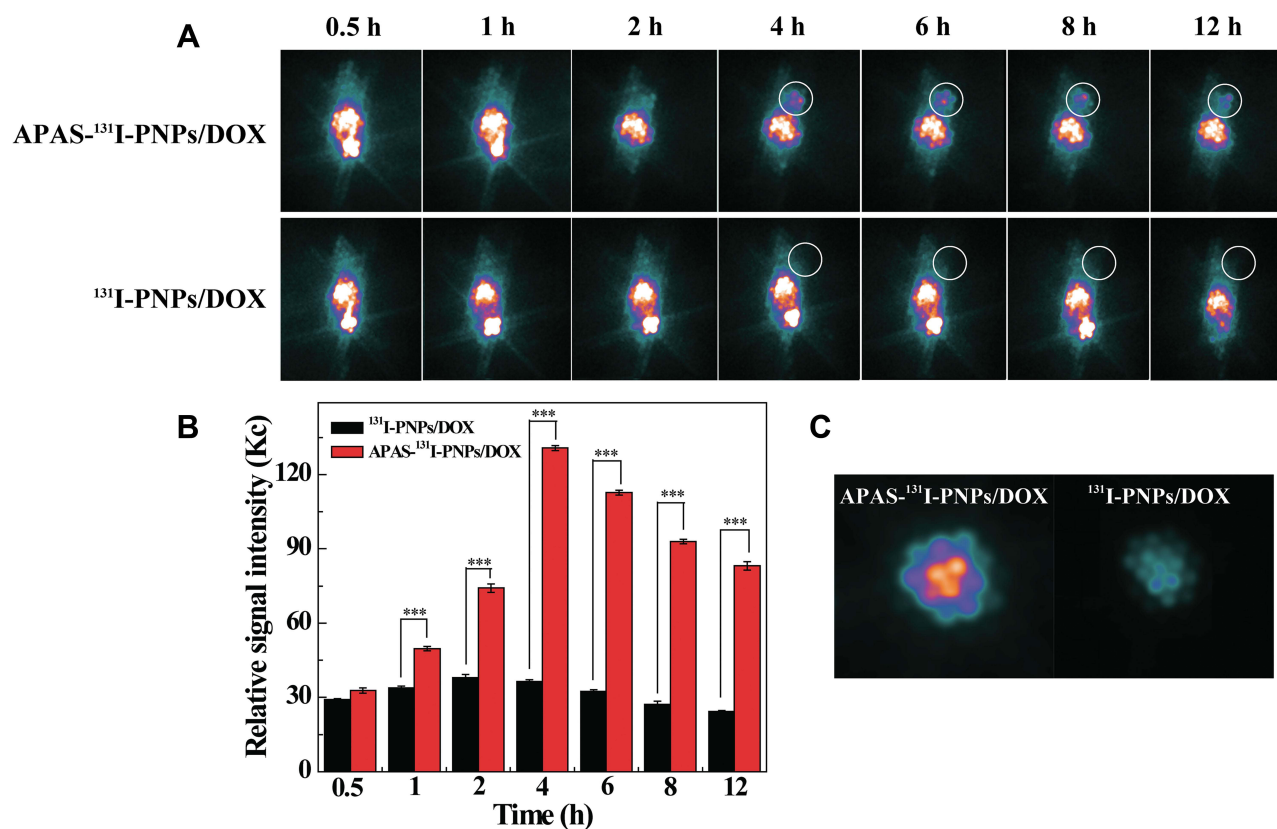 A
0.5 h 1 h 2 h 4 h 6 h 8 h 12 h
APAS-¹³¹I-PNPs/DOX
¹³¹I-PNPs/DOX
B
¹³¹I-PNPs/DOX
APAS-¹³¹I-PNPs/DOX
*** *** *** *** *** ***
Relative signal intensity (Kc)
120
90
60
30
0
0.5 1 2 4 6 8 12
Time (h)
C
APAS-¹³¹I-PNPs/DOX ¹³¹I-PNPs/DOX